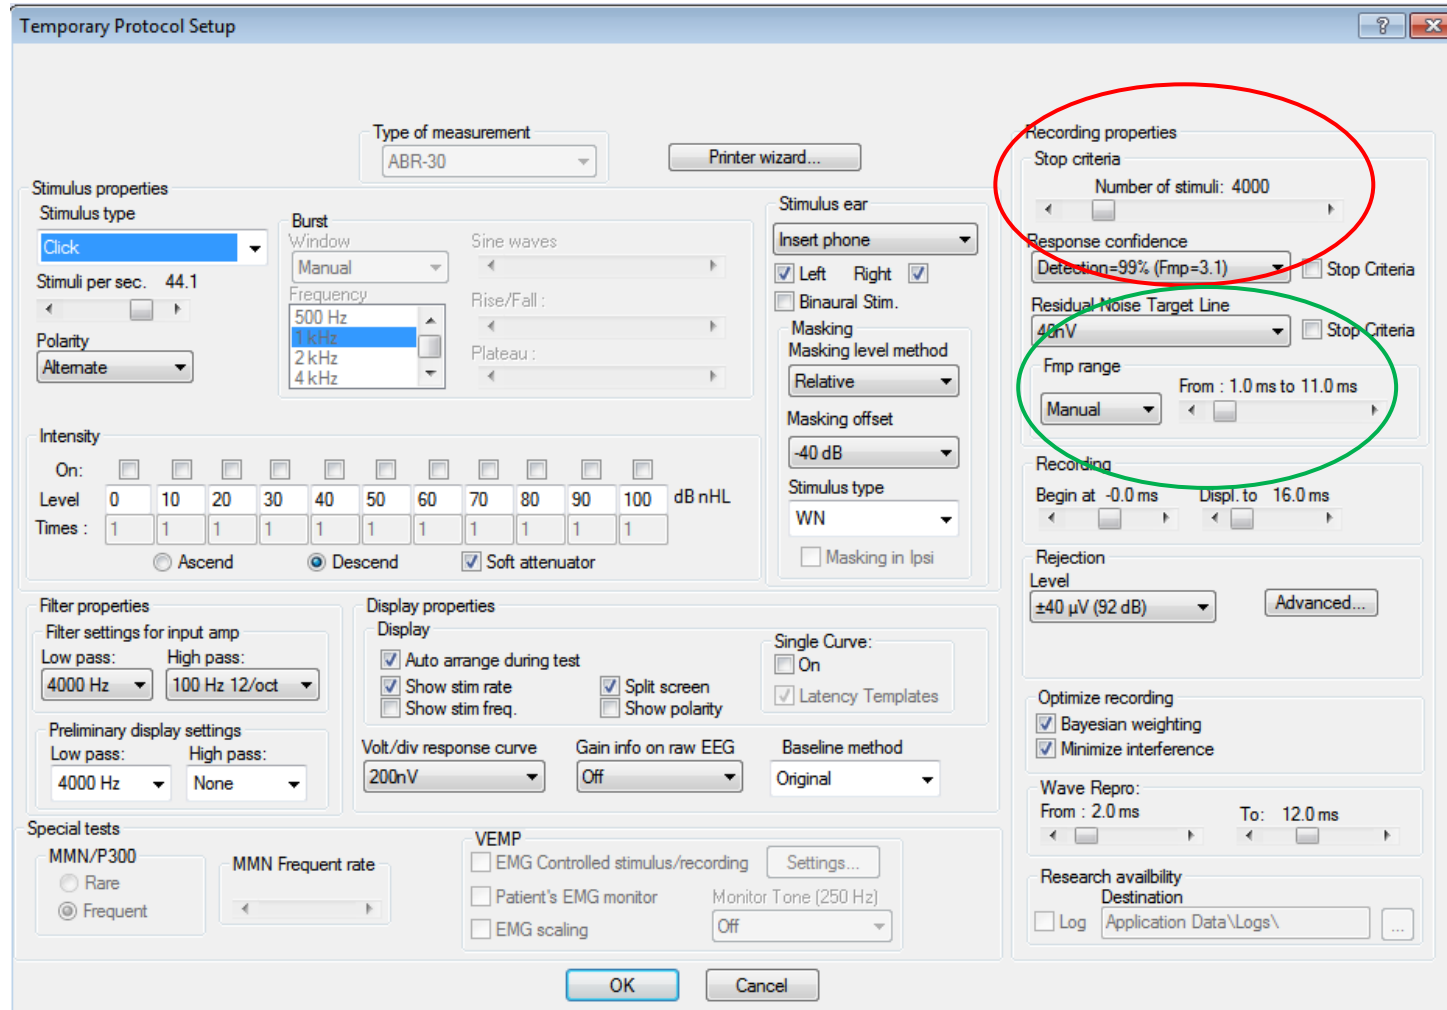 Temporary Protocol Setup
Type of measurement
ABR-30
Printer wizard...
Stimulus properties
Stimulus type
Click
Stimuli per sec. 44.1
Polarity
Alternate
Burst
Window
Manual
Frequency
500 Hz
1 kHz
2 kHz
4 kHz
Sine waves
Rise/Fall :
Plateau :
Intensity
On:
Level 0 10 20 30 40 50 60 70 80 90 100 dB nHL
Times : 1 1 1 1 1 1 1 1 1 1 1
Ascend Descend Soft attenuator
Stimulus ear
Insert phone
Left Right
Binaural Stim.
Masking
Masking level method
Relative
Masking offset
-40 dB
Stimulus type
WN
Masking in Ipsi
Recording properties
Stop criteria
Number of stimuli: 4000
Response confidence
Detection=99% (Fmp=3.1) Stop Criteria
Residual Noise Target Line
40nV Stop Criteria
Fmp range
From : 1.0 ms to 11.0 ms
Manual
Recording
Begin at -0.0 ms Displ. to 16.0 ms
Rejection
Level
±40 µV (92 dB) Advanced...
Optimize recording
Bayesian weighting
Minimize interference
Wave Repro:
From : 2.0 ms To: 12.0 ms
Research availbility
Destination
Log Application Data\Logs\ ...
Filter properties
Filter settings for input amp
Low pass: High pass:
4000 Hz 100 Hz 12/oct
Preliminary display settings
Low pass: High pass:
4000 Hz None
Display properties
Display
Auto arrange during test
Show stim rate Split screen
Show stim freq. Show polarity
Single Curve:
On
Latency Templates
Volt/div response curve Gain info on raw EEG Baseline method
200nV Off Original
Special tests
MMN/P300
Rare
Frequent
MMN Frequent rate
VEMP
EMG Controlled stimulus/recording Settings...
Patient's EMG monitor Monitor Tone (250 Hz)
EMG scaling Off
OK Cancel